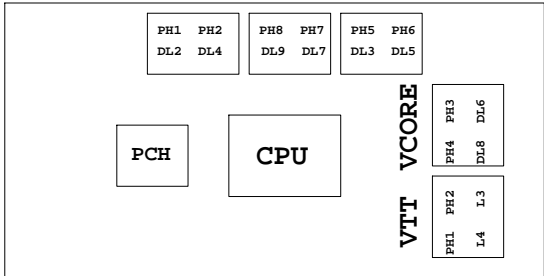 PH1 PH2
DL2 DL4
PH8 PH7
DL9 DL7
PH5 PH6
DL3 DL5
PCH
CPU
VCORE
PH3 DL6
PH4 DL8
VTT
PH2 L3
PH1 L4